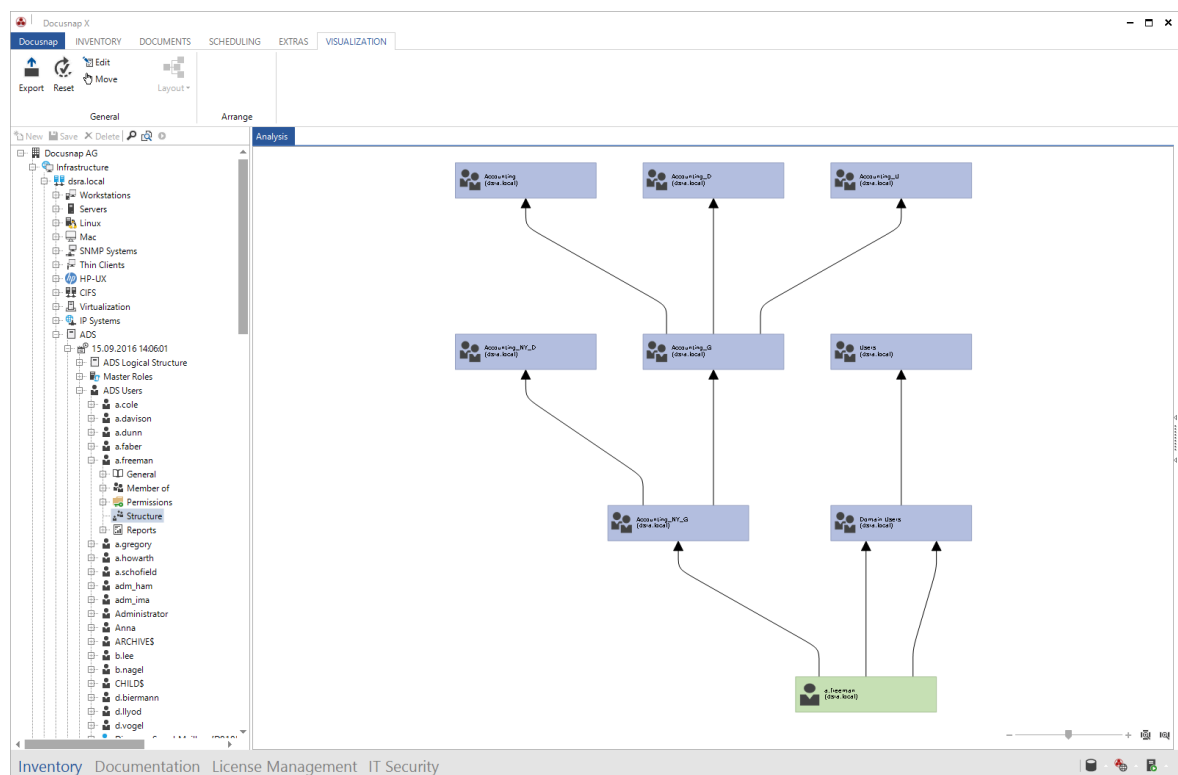 Docusnap X
Docusnap INVENTORY DOCUMENTS SCHEDULING EXTRAS VISUALIZATION
Export Reset Edit Move Layout
General Arrange
New Save Delete
Analysis
Docusnap AG
Infrastructure
dsra.local
Workstations
Servers
Linux
Mac
SNMP Systems
Thin Clients
HP-UX
CIFS
Virtualization
IP Systems
ADS
15.09.2016 14:06:01
ADS Logical Structure
Master Roles
ADS Users
a.cole
a.davison
a.dunn
a.faber
a.freeman
General
Member of
Permissions
Structure
Reports
a.gregory
a.howarth
a.schofield
adm_ham
adm_ima
Administrator
Anna
ARCHIVE$
b.lee
b.nagel
CHILD$
d.biermann
d.llyod
d.vogel
Accounting
(dsra.local)
Accounting_D
(dsra.local)
Accounting_U
(dsra.local)
Accounting_NY_D
(dsra.local)
Accounting_G
(dsra.local)
Users
(dsra.local)
Accounting_NY_G
(dsra.local)
Domain Users
(dsra.local)
a.freeman
(dsra.local)
Inventory Documentation License Management IT Security